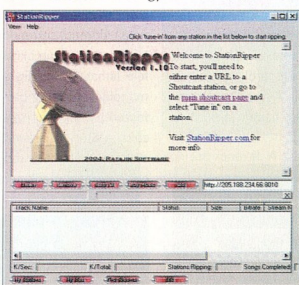 StationRipper
View Help
Click 'tune-in' from any station in the list below to start ripping.
StationRipper
Version 1.10
Welcome to StationRipper
To start, you'll need to
either enter a URL to a
Shoutcast station, or go to
the main shoutcast page and
select "Tune in" on a
station.
Visit StationRipper.com for
more info
2004, Ratajik Software
http://205.188.234.66:8010
Track Name Status Size Bitrate Stream N
K/Sec: K/Total: Stations Ripping: Songs Completed: